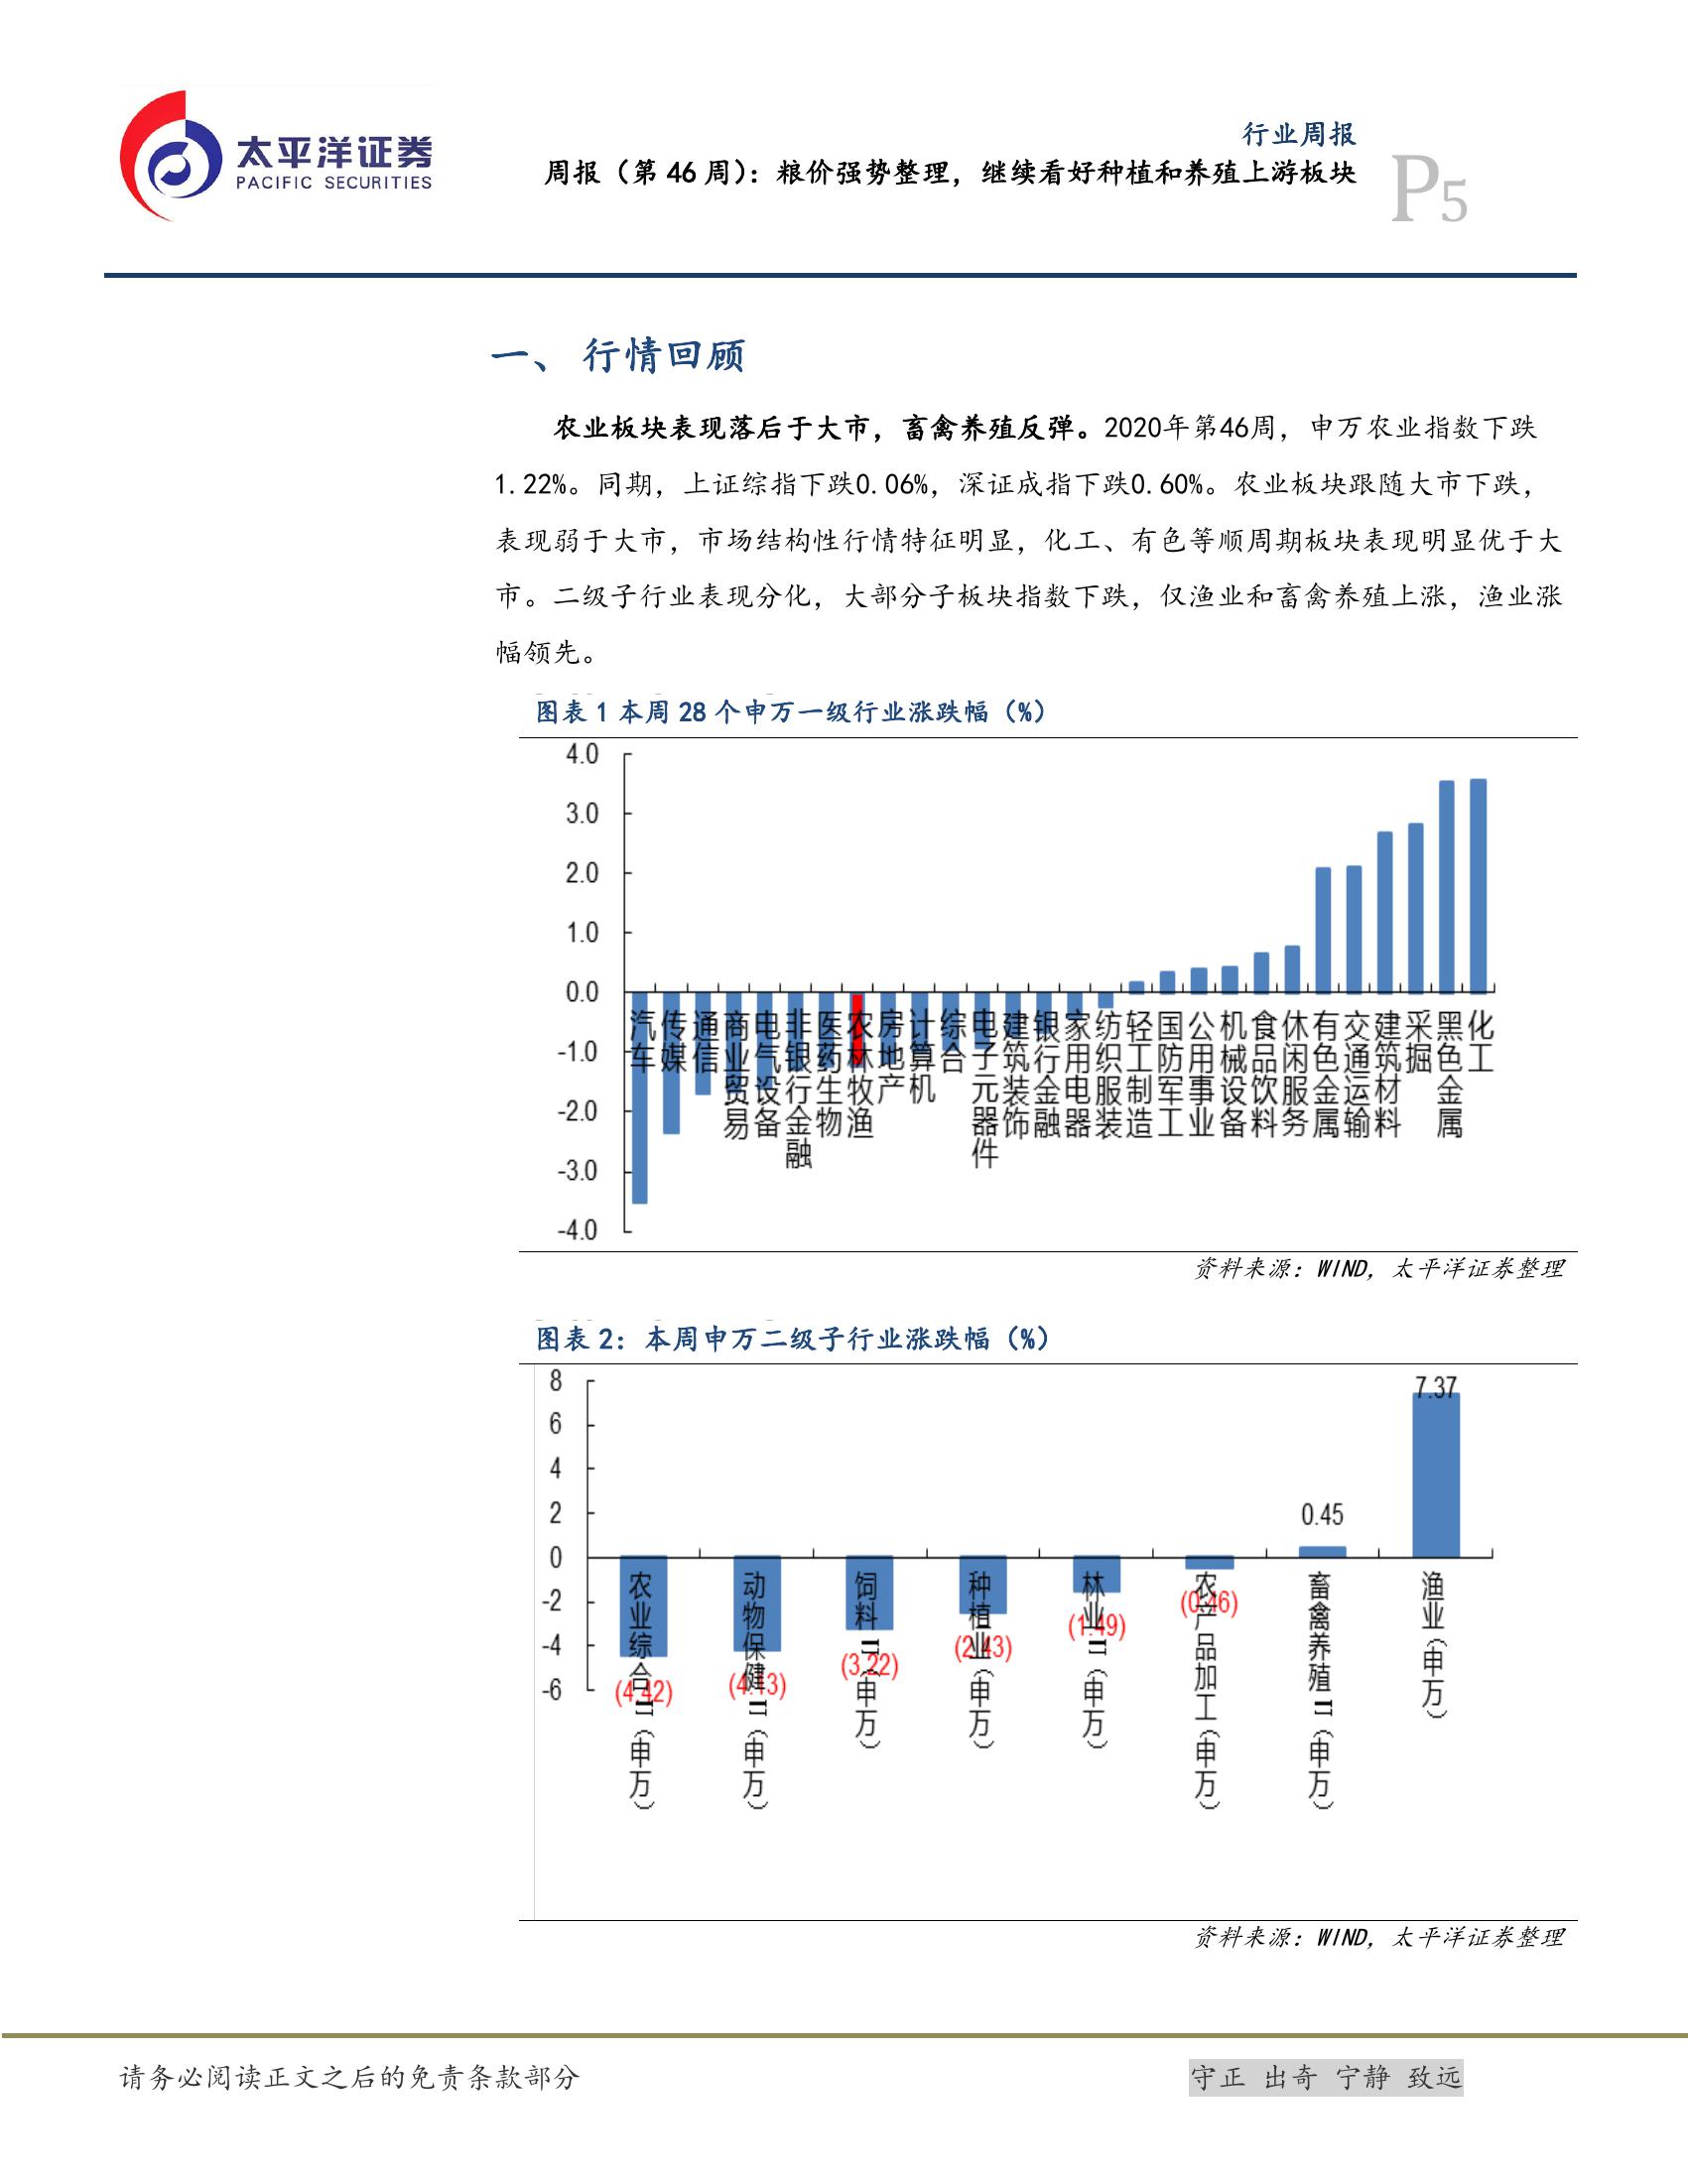 太平洋证券
PACIFIC SECURITIES
行业周报
周报（第 46 周）：粮价强势整理，继续看好种植和养殖上游板块
P5
一、 行情回顾
农业板块表现落后于大市，畜禽养殖反弹。2020年第46周，申万农业指数下跌
1.22%。同期，上证综指下跌0.06%，深证成指下跌0.60%。农业板块跟随大市下跌，
表现弱于大市，市场结构性行情特征明显，化工、有色等顺周期板块表现明显优于大
市。二级子行业表现分化，大部分子板块指数下跌，仅渔业和畜禽养殖上涨，渔业涨
幅领先。
图表 1 本周 28 个申万一级行业涨跌幅（%）
4.0
3.0
2.0
1.0
0.0
-1.0
-2.0
-3.0
-4.0
汽车
传媒
通信
商业贸易
电气设备
非银行金融
医药生物
农林牧渔
房地产
计算机
综合
电子元器件
建筑装饰
银行金融
家用电器
纺织服装
轻工制造
国防军工
公用事业
机械设备
食品饮料
休闲服务
有色金属
交通运输
建筑材料
采掘
黑色金属
化工
资料来源：WIND，太平洋证券整理
图表 2：本周申万二级子行业涨跌幅（%）
8
6
4
2
0
-2
-4
-6
农业综合II（申万）
动物保健II（申万）
饲料II（申万）
种植业（申万）
林业II（申万）
农产品加工（申万）
畜禽养殖II（申万）
渔业（申万）
(4.42)
(4.13)
(3.22)
(2.43)
(1.49)
(0.46)
0.45
7.37
资料来源：WIND，太平洋证券整理
请务必阅读正文之后的免责条款部分
守正 出奇 宁静 致远